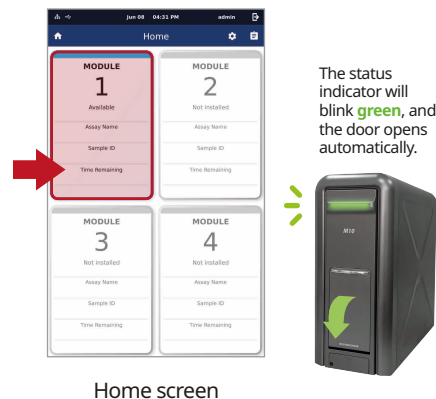 Jun 08 04:31 PM admin
Home
MODULE
1
Available
Assay Name
Sample ID
Time Remaining
MODULE
2
Not installed
Assay Name
Sample ID
Time Remaining
MODULE
3
Not installed
Assay Name
Sample ID
Time Remaining
MODULE
4
Not installed
Assay Name
Sample ID
Time Remaining
Home screen
The status
indicator will
blink green, and
the door opens
automatically.
M10